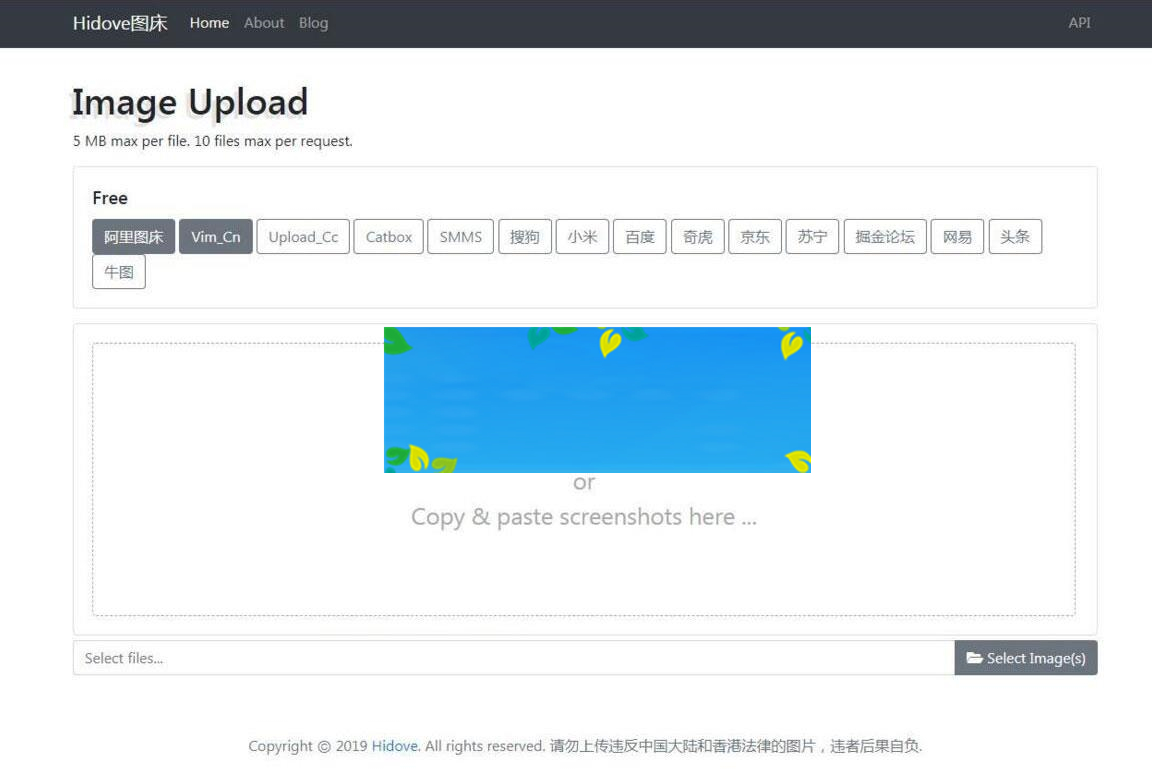 Hidove图床 Home About Blog API
Image Upload
5 MB max per file. 10 files max per request.
Free
阿里图床 Vim_Cn Upload_Cc Catbox SMMS 搜狗 小米 百度 奇虎 京东 苏宁 掘金论坛 网易 头条
牛图
or
Copy & paste screenshots here ...
Select files...
Select Image(s)
Copyright © 2019 Hidove. All rights reserved. 请勿上传违反中国大陆和香港法律的图片，违者后果自负.